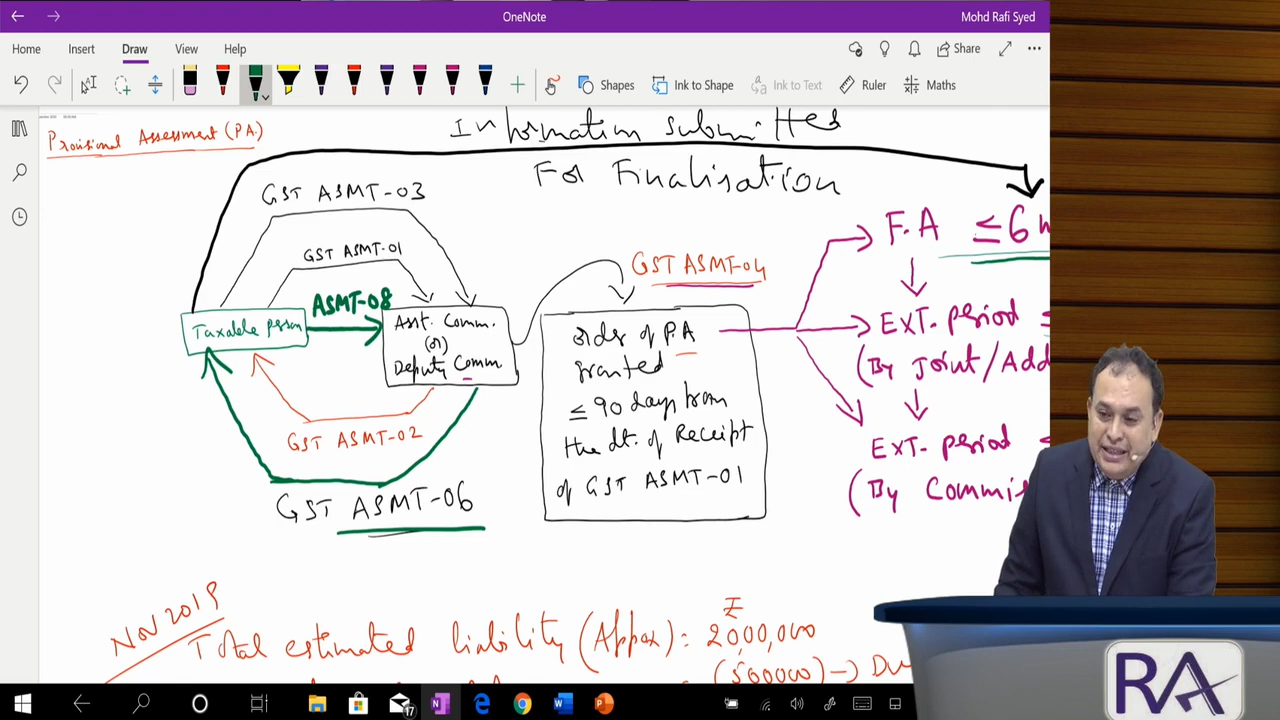 OneNote
Mohd Rafi Syed
Home Insert Draw View Help
Share
Shapes Ink to Shape Ink to Text Ruler Maths
Provisional Assessment (P.A.)
Information Submitted
For Finalisation
GST ASMT-03
GST ASMT-01
ASMT-08
Taxable person
Asst. Comm.
(or)
Deputy Comm
GST ASMT-02
GST ASMT-06
GST ASMT-04
order of P.A
granted
≤ 90 days from
the dt. of Receipt
of GST ASMT-01
F.A ≤6
EXT. period ≤
(By Joint/Add
EXT. period ≤
(By Commis
Nov 2019
Total estimated liability (Approx): 2000,000
(500000) → Du
17
RA